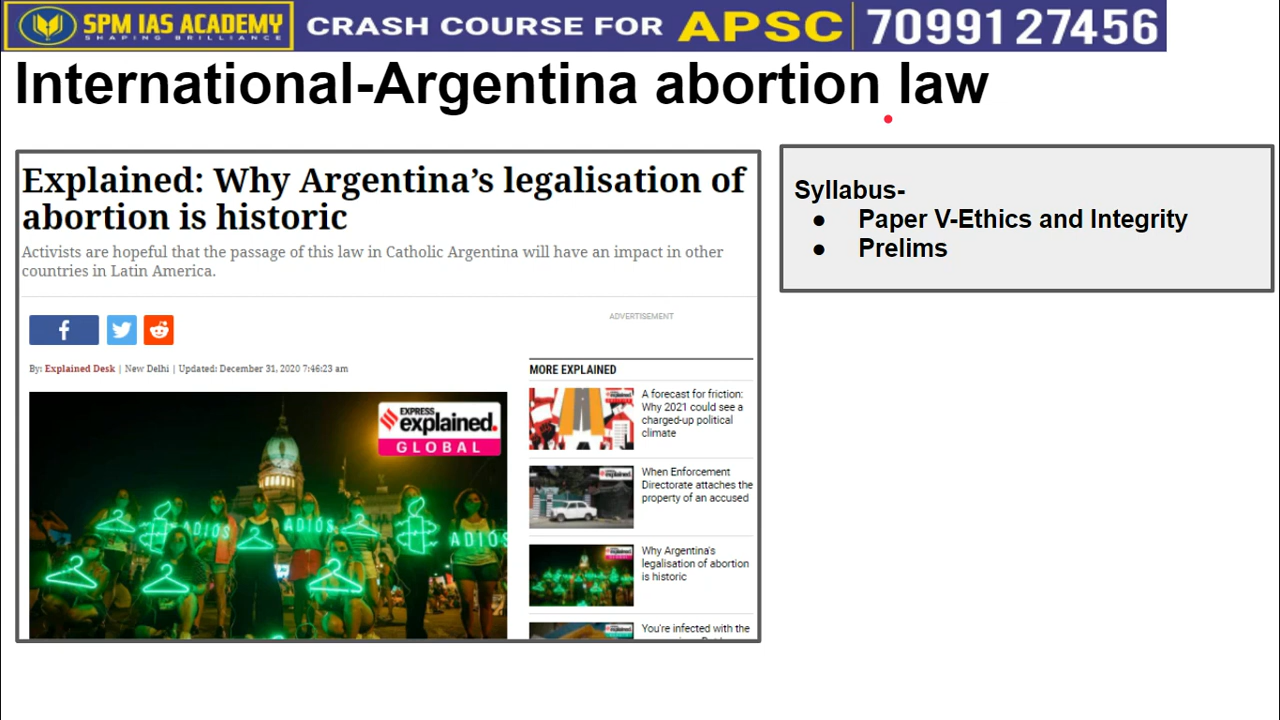 SPM IAS ACADEMY
SHAPING BRILLIANCE
CRASH COURSE FOR APSC
70991 27456
International-Argentina abortion law
Explained: Why Argentina's legalisation of
abortion is historic
Activists are hopeful that the passage of this law in Catholic Argentina will have an impact in other
countries in Latin America.
ADVERTISEMENT
By: Explained Desk | New Delhi | Updated: December 31, 2020 7:46:23 am
EXPRESS
explained.
GLOBAL
ADIÓS
ADIÓS
ADIÓS
MORE EXPLAINED
A forecast for friction:
Why 2021 could see a
charged-up political
climate
When Enforcement
Directorate attaches the
property of an accused
Why Argentina's
legalisation of abortion
is historic
You're infected with the
Syllabus-
● Paper V-Ethics and Integrity
● Prelims